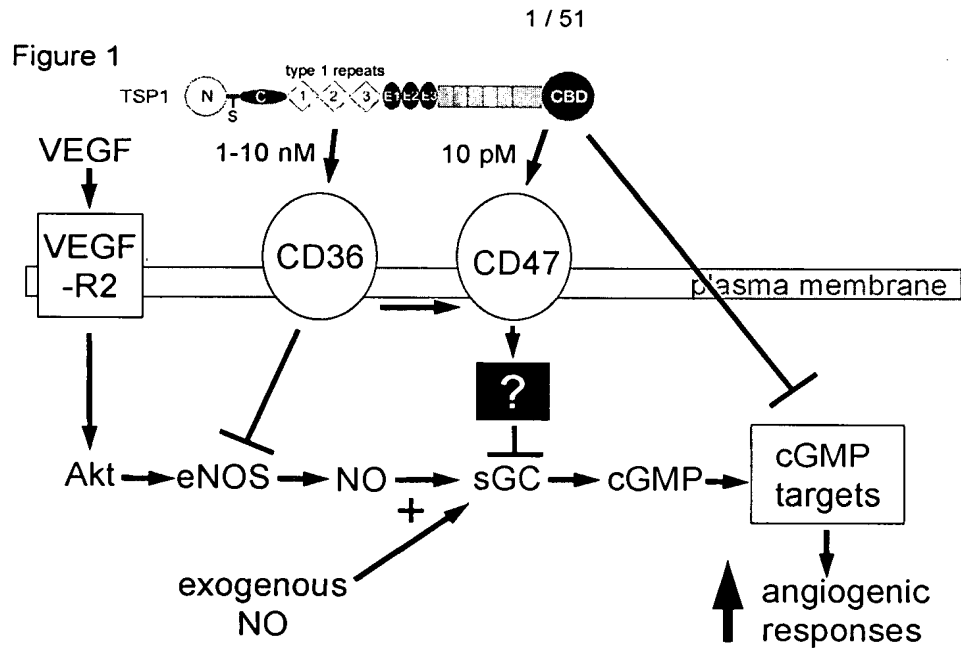 1 / 51
Figure 1
type 1 repeats
TSP1 N TS C 1 2 3 E1 E2 E3 CBD
VEGF
1-10 nM
10 pM
VEGF
-R2
CD36
CD47
plasma membrane
?
Akt eNOS NO sGC cGMP
+
cGMP
targets
exogenous
NO
angiogenic
responses